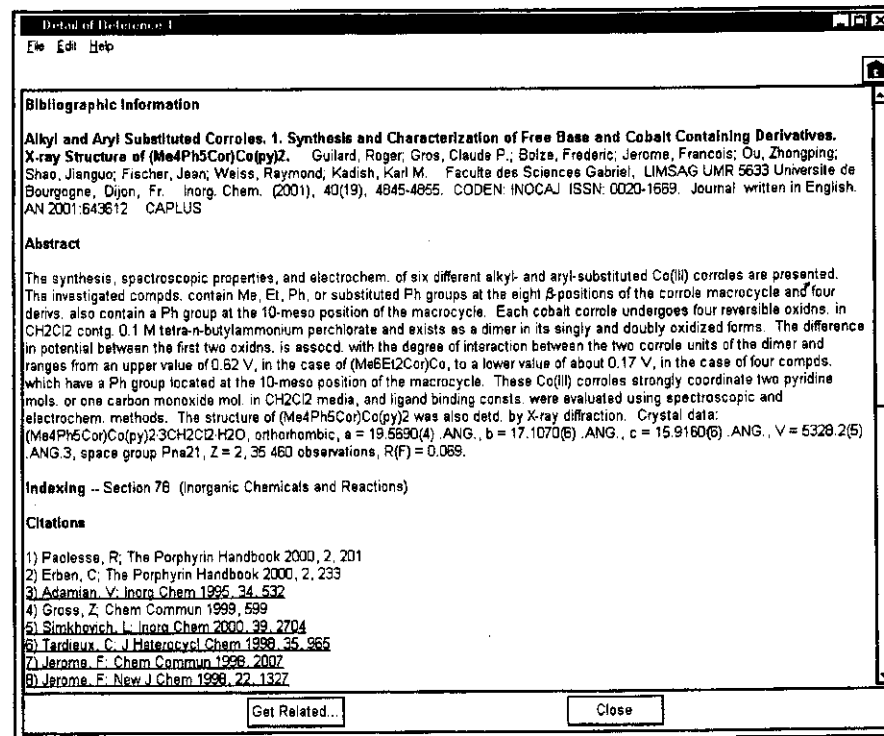 Detail of Reference 1
File Edit Help
Bibliographic Information
Alkyl and Aryl Substituted Corroles. 1. Synthesis and Characterization of Free Base and Cobalt Containing Derivatives.
X-ray Structure of (Me4Ph5Cor)Co(py)2. Guilard, Roger; Gros, Claude P.; Bolze, Frederic; Jerome, Francois; Ou, Zhongping;
Shao, Jianguo; Fischer, Jean; Weiss, Raymond; Kadish, Karl M. Faculte des Sciences Gabriel, LIMSAG UMR 5633 Universite de
Bourgogne, Dijon, Fr. Inorg. Chem. (2001), 40(19), 4845-4855. CODEN: INOCAJ ISSN: 0020-1669. Journal written in English.
AN 2001:643612 CAPLUS
Abstract
The synthesis, spectroscopic properties, and electrochem. of six different alkyl- and aryl-substituted Co(III) corroles are presented.
The investigated compds. contain Me, Et, Ph, or substituted Ph groups at the eight β-positions of the corrole macrocycle and four
derivs. also contain a Ph group at the 10-meso position of the macrocycle. Each cobalt corrole undergoes four reversible oxidns. in
CH2Cl2 contg. 0.1 M tetra-n-butylammonium perchlorate and exists as a dimer in its singly and doubly oxidized forms. The difference
in potential between the first two oxidns. is assocd. with the degree of interaction between the two corrole units of the dimer and
ranges from an upper value of 0.62 V, in the case of (Me6Et2Cor)Co, to a lower value of about 0.17 V, in the case of four compds.
which have a Ph group located at the 10-meso position of the macrocycle. These Co(III) corroles strongly coordinate two pyridine
mols. or one carbon monoxide mol. in CH2Cl2 media, and ligand binding consts. were evaluated using spectroscopic and
electrochem. methods. The structure of (Me4Ph5Cor)Co(py)2 was also detd. by X-ray diffraction. Crystal data:
(Me4Ph5Cor)Co(py)2·3CH2Cl2·H2O, orthorhombic, a = 19.5690(4) .ANG., b = 17.1070(6) .ANG., c = 15.9160(6) .ANG., V = 5328.2(5)
.ANG.3, space group Pna21, Z = 2, 35 460 observations, R(F) = 0.069.
Indexing -- Section 78 (Inorganic Chemicals and Reactions)
Citations
1) Paolesse, R; The Porphyrin Handbook 2000, 2, 201
2) Erben, C; The Porphyrin Handbook 2000, 2, 233
3) Adamian, V; Inorg Chem 1995, 34, 532
4) Gross, Z; Chem Commun 1999, 599
5) Simkhovich, L; Inorg Chem 2000, 39, 2704
6) Tardieux, C; J Heterocycl Chem 1998, 35, 965
7) Jerome, F; Chem Commun 1998, 2007
8) Jerome, F; New J Chem 1998, 22, 1327
Get Related... Close